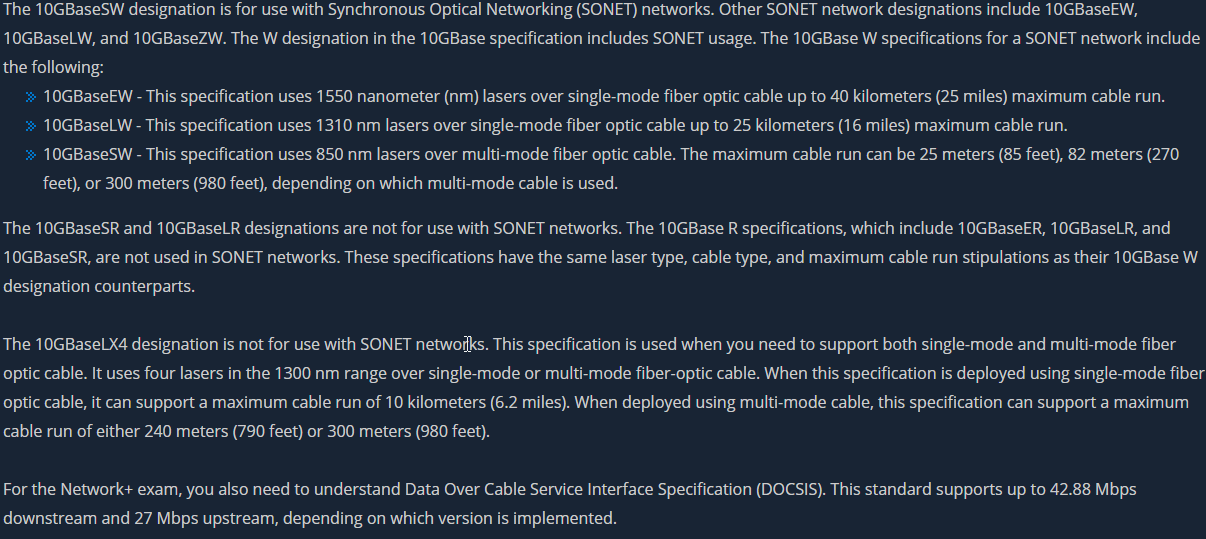 The 10GBaseSW designation is for use with Synchronous Optical Networking (SONET) networks. Other SONET network designations include 10GBaseEW,
10GBaseLW, and 10GBaseZW. The W designation in the 10GBase specification includes SONET usage. The 10GBase W specifications for a SONET network include
the following:
10GBaseEW - This specification uses 1550 nanometer (nm) lasers over single-mode fiber optic cable up to 40 kilometers (25 miles) maximum cable run.
10GBaseLW - This specification uses 1310 nm lasers over single-mode fiber optic cable up to 25 kilometers (16 miles) maximum cable run.
10GBaseSW - This specification uses 850 nm lasers over multi-mode fiber optic cable. The maximum cable run can be 25 meters (85 feet), 82 meters (270
feet), or 300 meters (980 feet), depending on which multi-mode cable is used.
The 10GBaseSR and 10GBaseLR designations are not for use with SONET networks. The 10GBase R specifications, which include 10GBaseER, 10GBaseLR, and
10GBaseSR, are not used in SONET networks. These specifications have the same laser type, cable type, and maximum cable run stipulations as their 10GBase W
designation counterparts.
The 10GBaseLX4 designation is not for use with SONET networks. This specification is used when you need to support both single-mode and multi-mode fiber
optic cable. It uses four lasers in the 1300 nm range over single-mode or multi-mode fiber-optic cable. When this specification is deployed using single-mode fiber
optic cable, it can support a maximum cable run of 10 kilometers (6.2 miles). When deployed using multi-mode cable, this specification can support a maximum
cable run of either 240 meters (790 feet) or 300 meters (980 feet).
For the Network+ exam, you also need to understand Data Over Cable Service Interface Specification (DOCSIS). This standard supports up to 42.88 Mbps
downstream and 27 Mbps upstream, depending on which version is implemented.